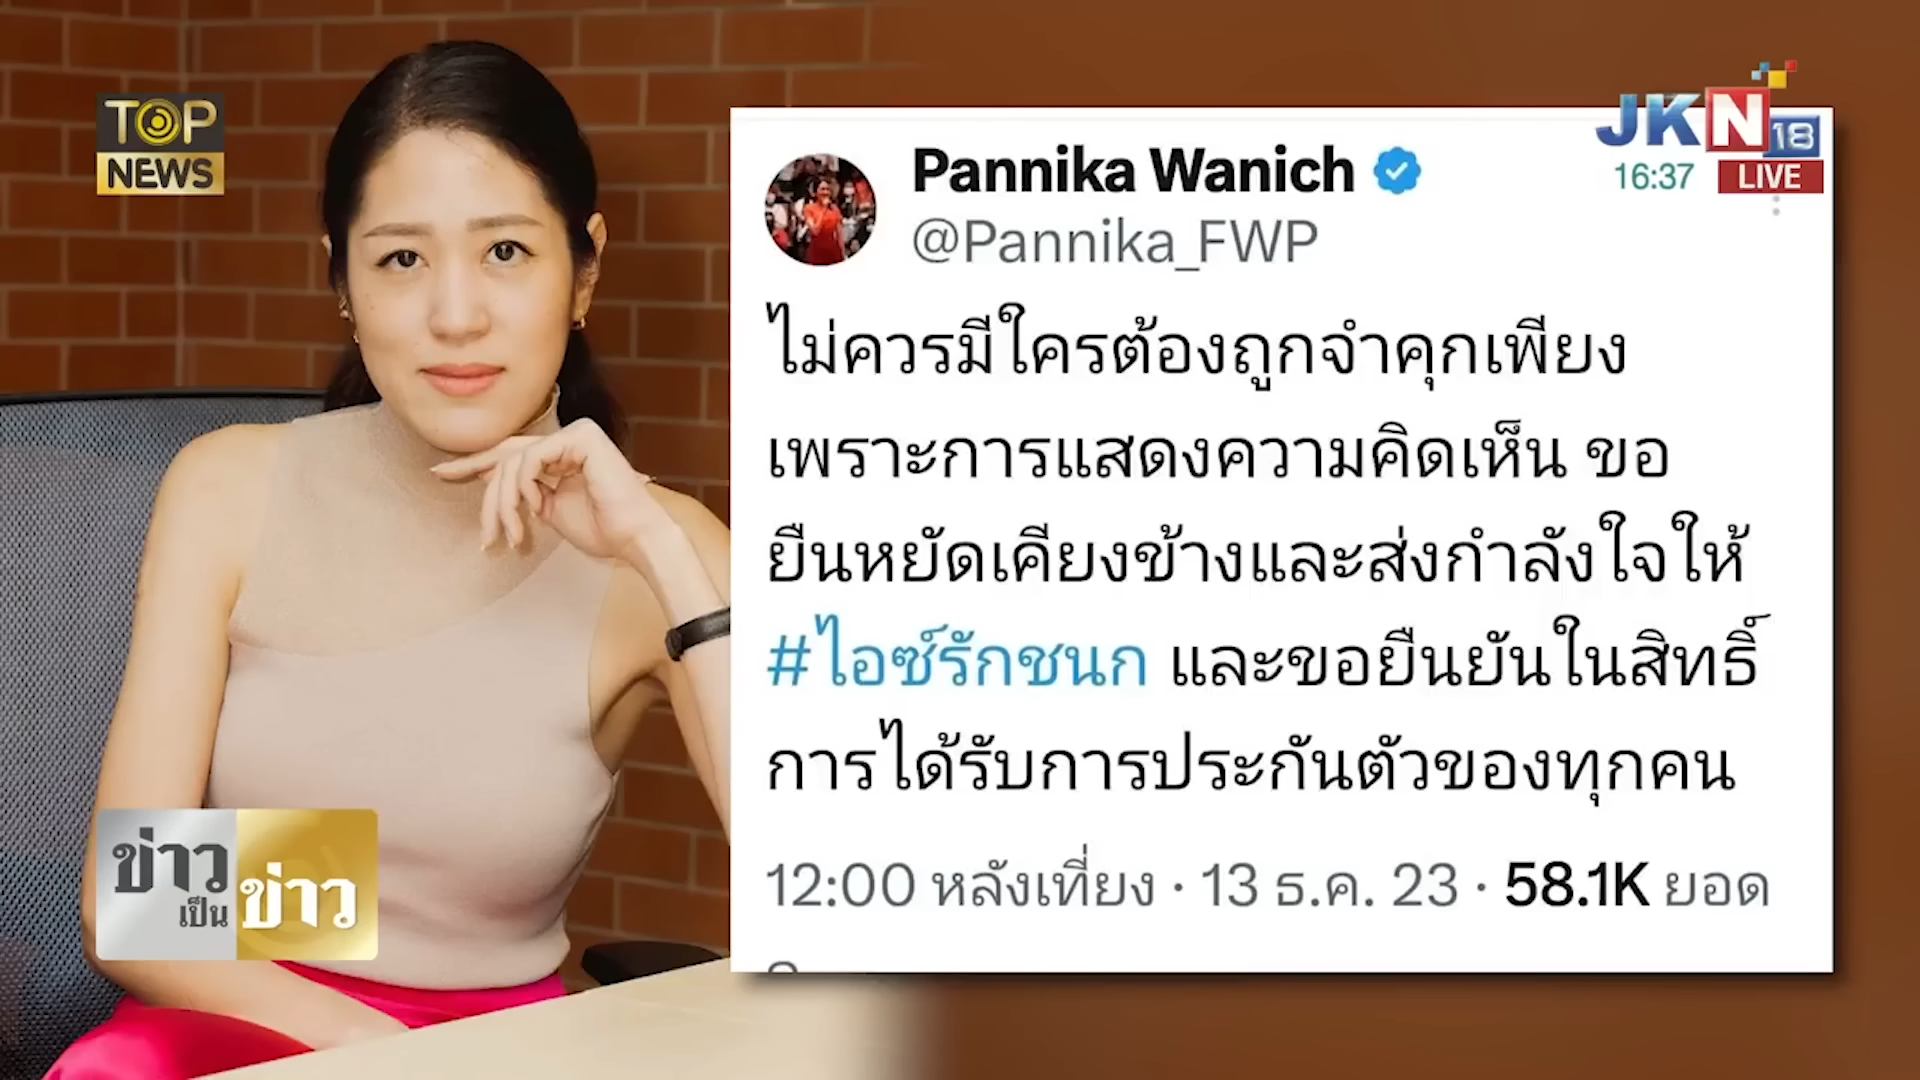 TOP
NEWS
JKN18
16:37 LIVE
Pannika Wanich
@Pannika_FWP
ไม่ควรมีใครต้องถูกจำคุกเพียง
เพราะการแสดงความคิดเห็น ขอ
ยืนหยัดเคียงข้างและส่งกำลังใจให้
#ไอซ์รักชนก และขอยืนยันในสิทธิ์
การได้รับการประกันตัวของทุกคน
12:00 หลังเที่ยง · 13 ธ.ค. 23 · 58.1K ยอด
ข่าว
เป็น
ข่าว